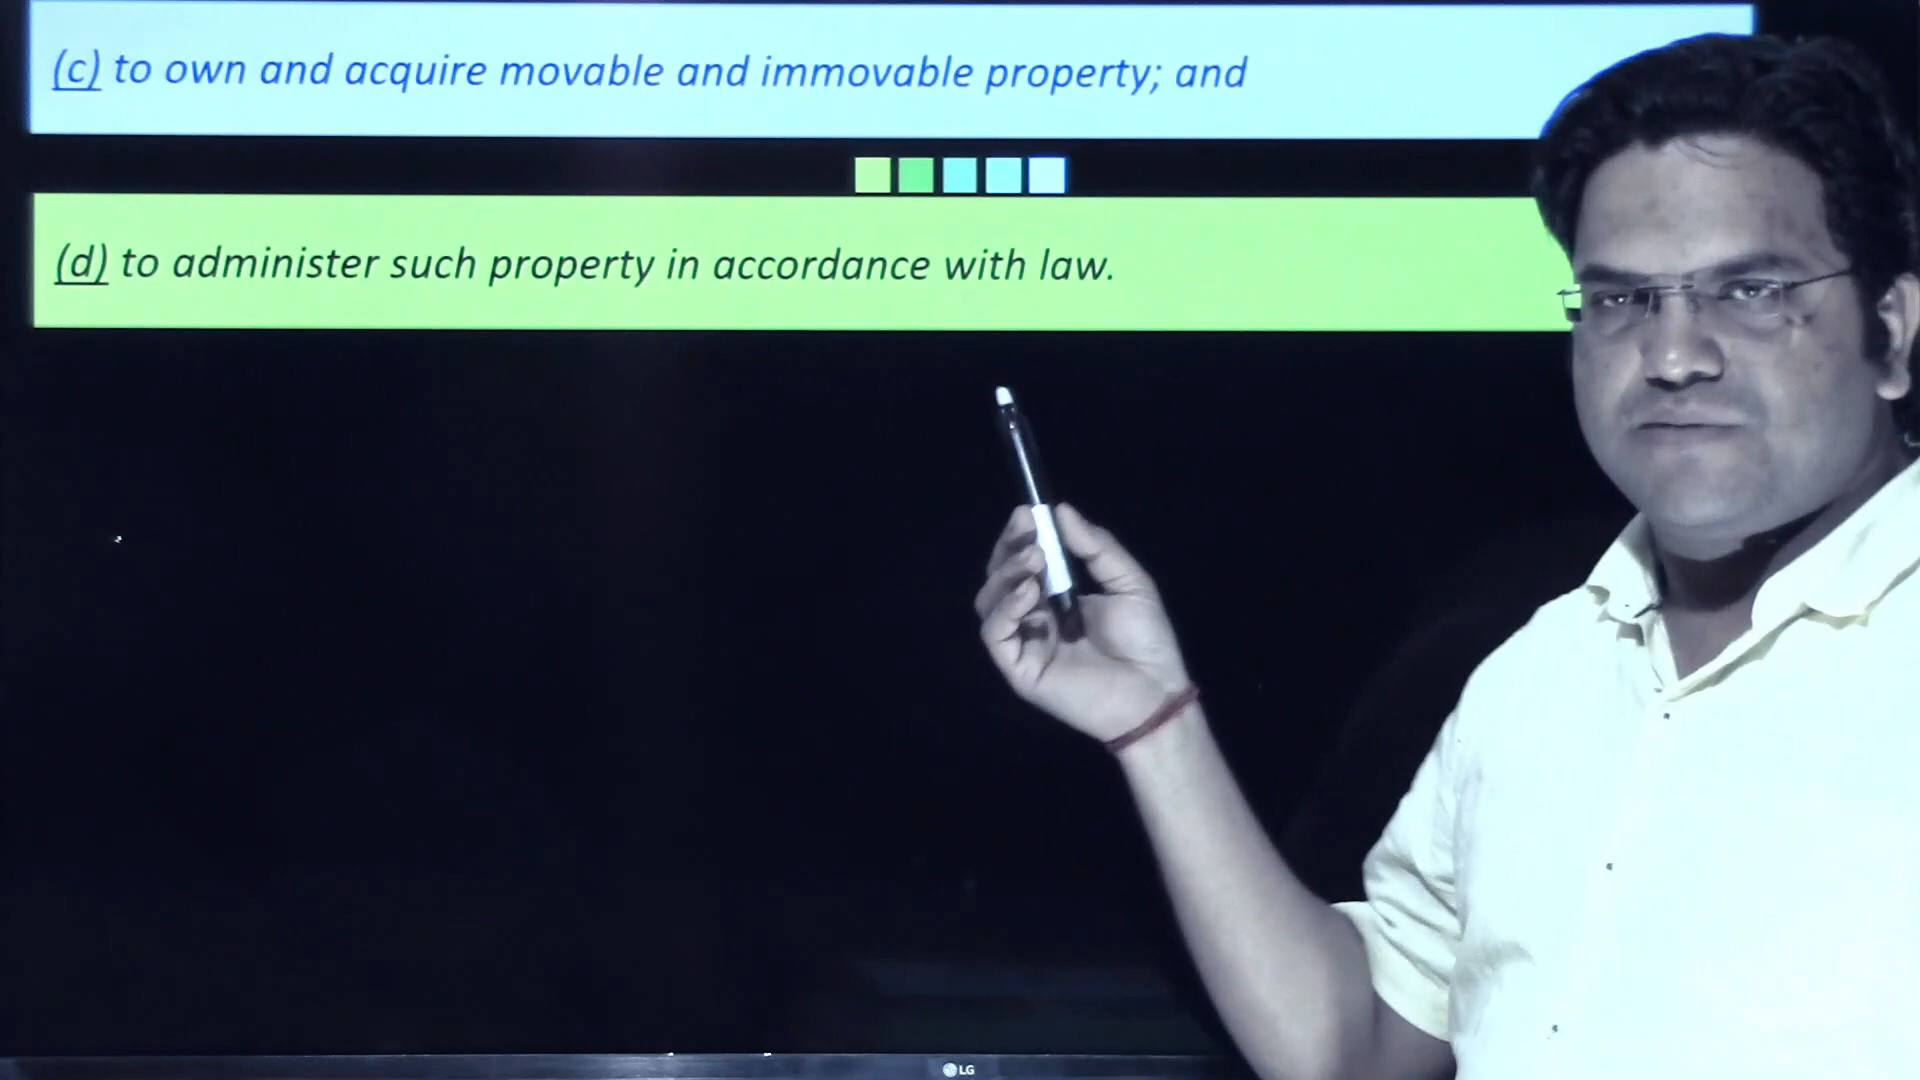 (c) to own and acquire movable and immovable property; and
(d) to administer such property in accordance with law.
LG